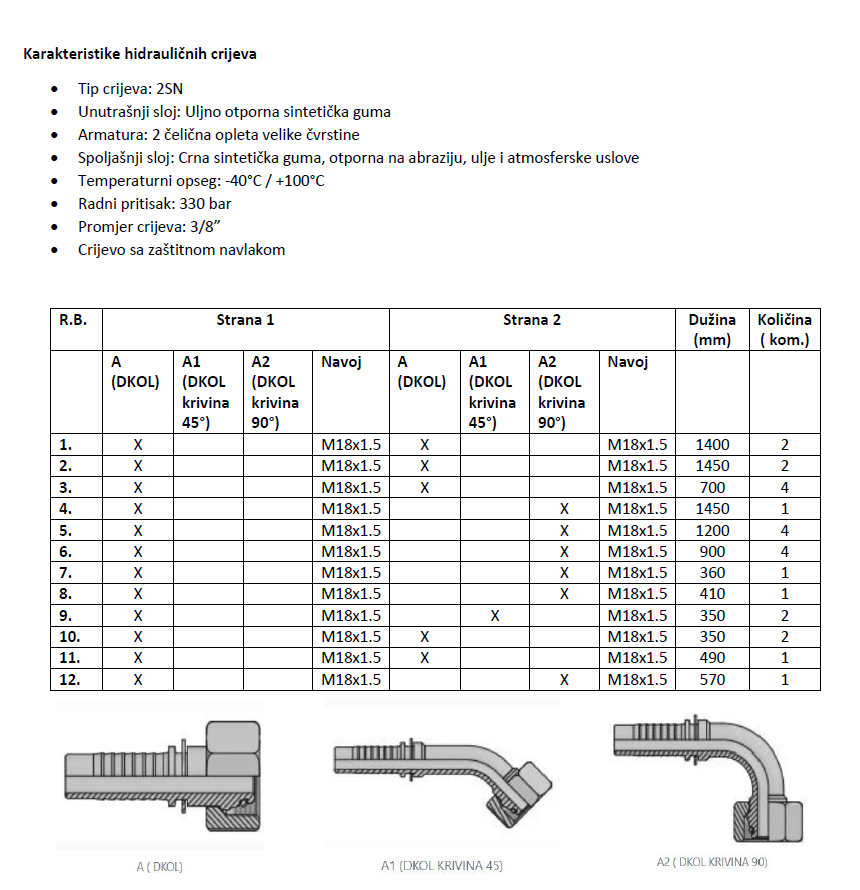 Karakteristike hidrauličnih crijeva
• Tip crijeva: 2SN
• Unutrašnji sloj: Uljno otporna sintetička guma
• Armatura: 2 čelična opleta velike čvrstine
• Spoljašnji sloj: Crna sintetička guma, otporna na abraziju, ulje i atmosferske uslove
• Temperaturni opseg: -40°C / +100°C
• Radni pritisak: 330 bar
• Promjer crijeva: 3/8”
• Crijevo sa zaštitnom navlakom
R.B. Strana 1 Strana 2 Dužina Količina
(mm) ( kom.)
A A1 A2 Navoj A A1 A2 Navoj
(DKOL) (DKOL (DKOL (DKOL) (DKOL (DKOL
krivina krivina krivina krivina
45°) 90°) 45°) 90°)
1. X M18x1.5 X M18x1.5 1400 2
2. X M18x1.5 X M18x1.5 1450 2
3. X M18x1.5 X M18x1.5 700 4
4. X M18x1.5 X M18x1.5 1450 1
5. X M18x1.5 X M18x1.5 1200 4
6. X M18x1.5 X M18x1.5 900 4
7. X M18x1.5 X M18x1.5 360 1
8. X M18x1.5 X M18x1.5 410 1
9. X M18x1.5 X M18x1.5 350 2
10. X M18x1.5 X M18x1.5 350 2
11. X M18x1.5 X M18x1.5 490 1
12. X M18x1.5 X M18x1.5 570 1
A ( DKOL) A1 (DKOL KRIVINA 45) A2 ( DKOL KRIVINA 90)